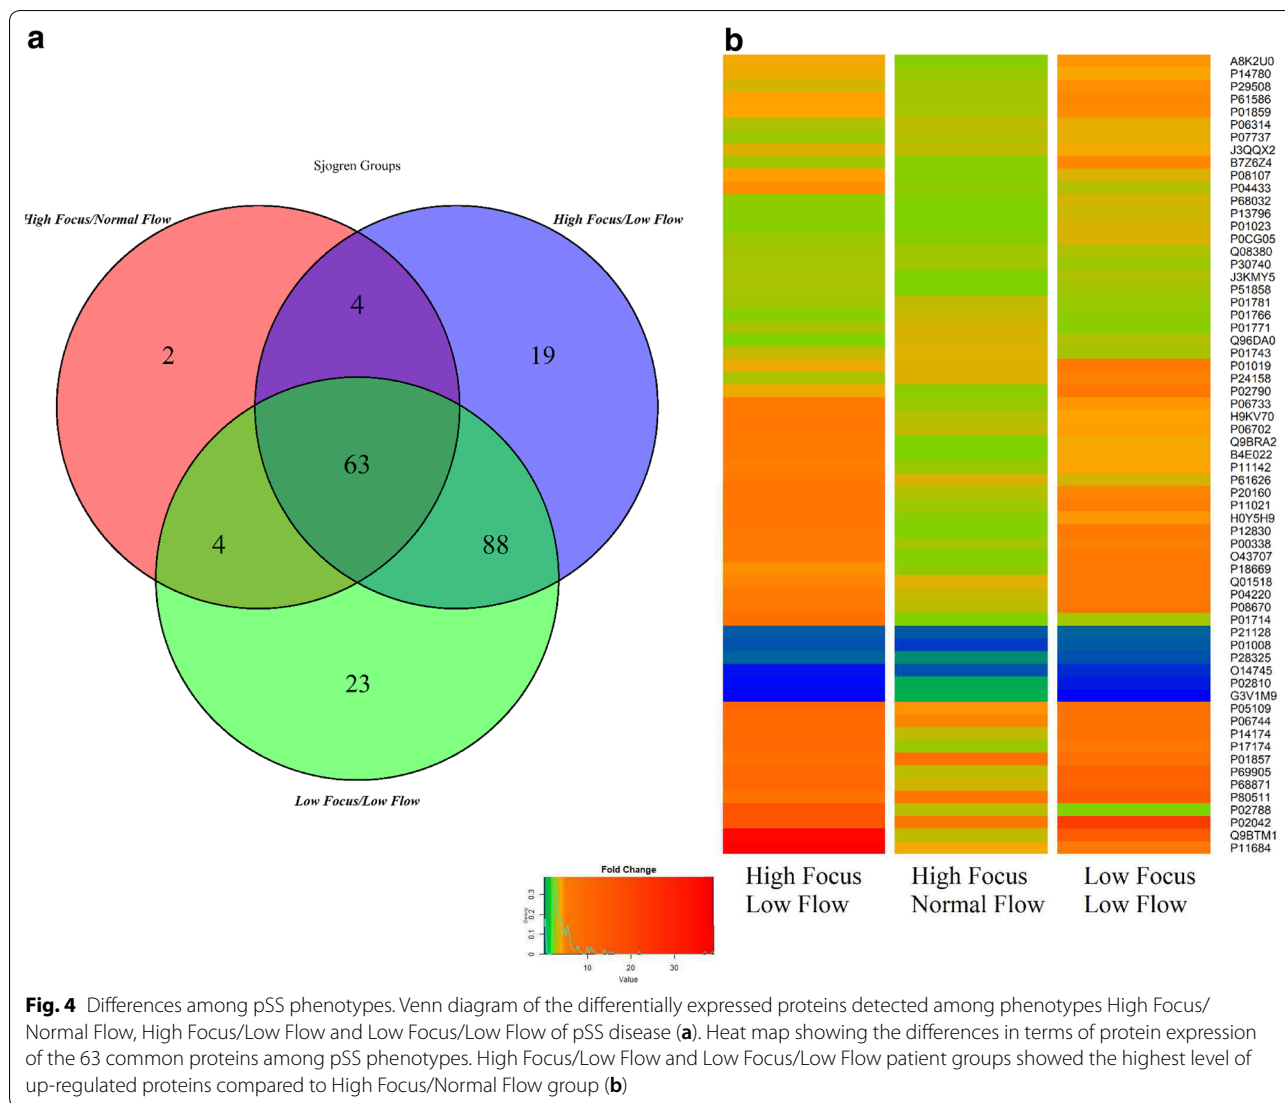 a
Sjogren Groups
High Focus/Normal Flow
High Focus/Low Flow
4
2
19
63
4
88
23
Low Focus/Low Flow
b
A8K2U0
P14780
P29508
P61586
P01859
P06314
P07737
J3QQX2
B7Z6Z4
P08107
P04433
P68032
P13796
P01023
P0CG05
Q08380
P30740
J3KMY5
P51858
P01781
P01766
P01771
Q96DA0
P01743
P01019
P24158
P02790
P06733
H9KV70
P06702
Q9BRA2
B4E022
P11142
P61626
P20160
P11021
H0Y5H9
P12830
P00338
O43707
P18669
Q01518
P04220
P08670
P01714
P21128
P01008
P28325
O14745
P02810
G3V1M9
P05109
P06744
P14174
P17174
P01857
P69905
P68871
P80511
P02788
P02042
Q9BTM1
P11684
High Focus
Low Flow
High Focus
Normal Flow
Low Focus
Low Flow
Fold Change
Density
0.3
0.2
0.1
0
10
20
30
Value
Fig. 4 Differences among pSS phenotypes. Venn diagram of the differentially expressed proteins detected among phenotypes High Focus/
Normal Flow, High Focus/Low Flow and Low Focus/Low Flow of pSS disease (a). Heat map showing the differences in terms of protein expression
of the 63 common proteins among pSS phenotypes. High Focus/Low Flow and Low Focus/Low Flow patient groups showed the highest level of
up-regulated proteins compared to High Focus/Normal Flow group (b)